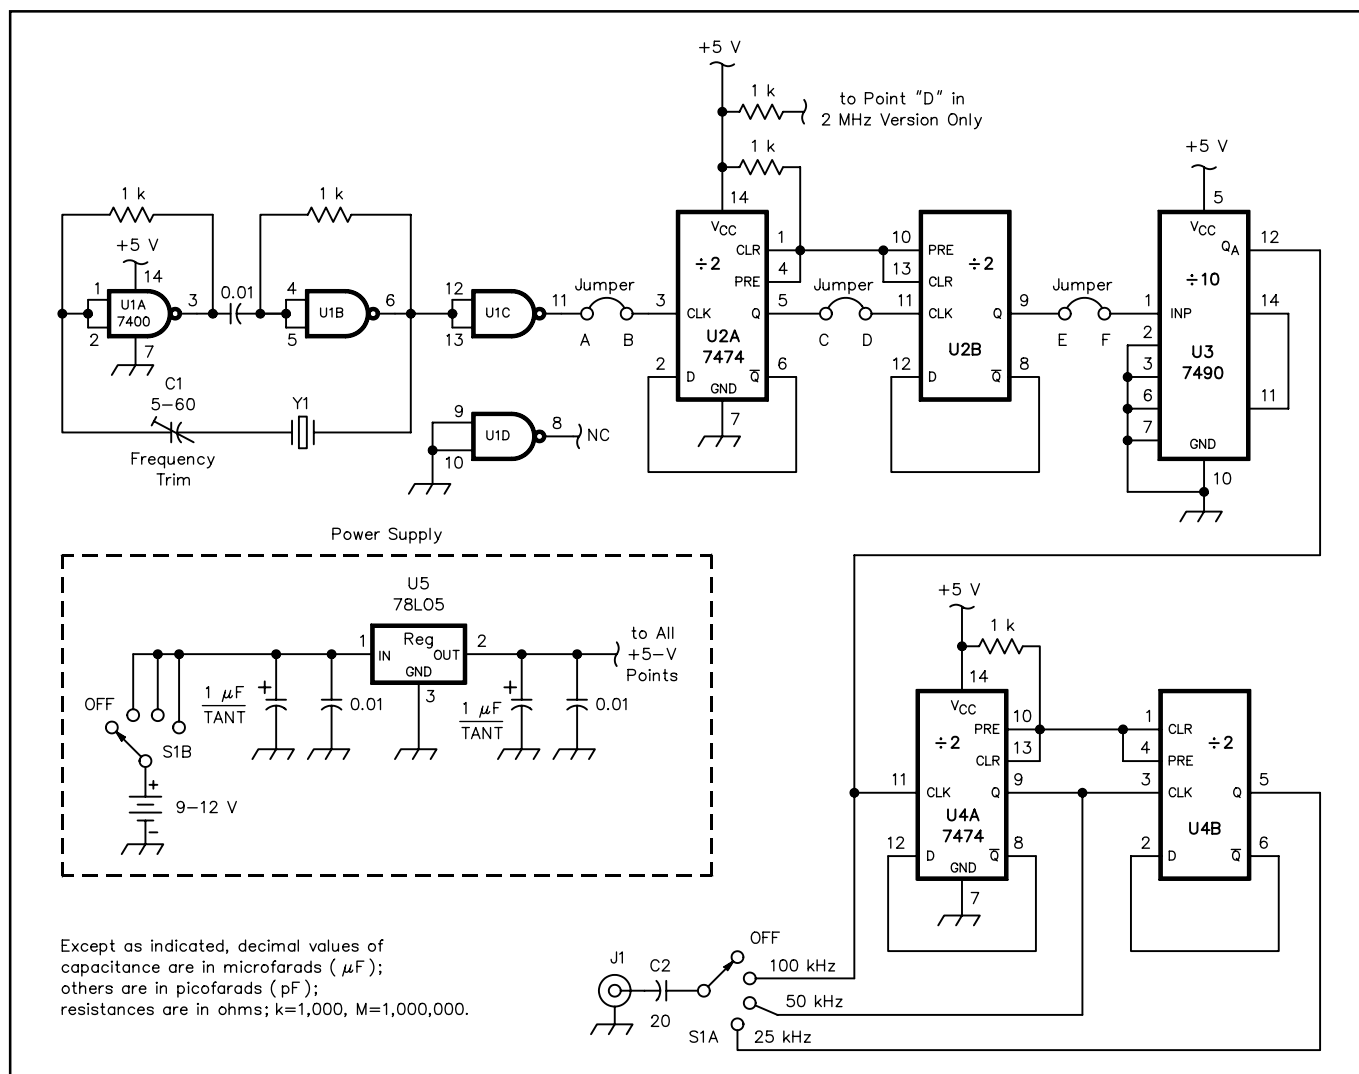 +5 V
1 k
to Point "D" in
2 MHz Version Only
1 k
+5 V
14
5
VCC
1
CLR
÷2
4
PRE
5
3
CLK
Q
U2A
7474
2
D
Q̅
6
GND
7
10
PRE
13
CLR
÷2
Jumper
C
D
11
CLK
Q
9
U2B
12
D
Q̅
8
Jumper
E
F
VCC
QA
12
÷10
14
1
INP
2
3
U3
7490
6
11
7
GND
10
1 k
1 k
+5 V
14
1
U1A
7400
3
0.01
2
7
4
U1B
6
5
12
U1C
11
13
Jumper
A
B
C1
5-60
Frequency
Trim
Y1
9
U1D
8
NC
10
Power Supply
U5
78L05
1
Reg
2
IN
OUT
GND
3
to All
+5-V
Points
OFF
S1B
1 µF
TANT
+
0.01
1 µF
TANT
+
0.01
+
9-12 V
-
+5 V
1 k
14
VCC
PRE
10
÷2
CLR
13
11
CLK
Q
9
U4A
7474
12
D
Q̅
8
GND
7
1
CLR
÷2
4
PRE
3
CLK
Q
5
U4B
2
D
Q̅
6
Except as indicated, decimal values of
capacitance are in microfarads ( µF);
others are in picofarads (pF);
resistances are in ohms; k=1,000, M=1,000,000.
J1
C2
20
OFF
100 kHz
50 kHz
S1A
25 kHz